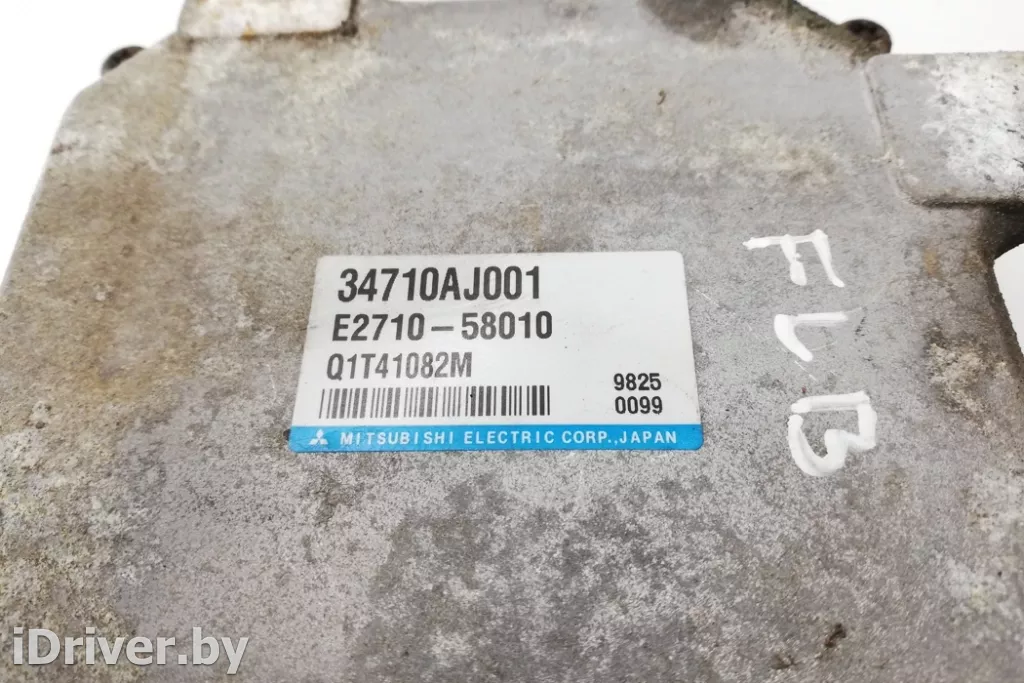 34710AJ001
E2710-58010
Q1T41082M
9825
0099
MITSUBISHI ELECTRIC CORP.,JAPAN
FLB
iDriver.by